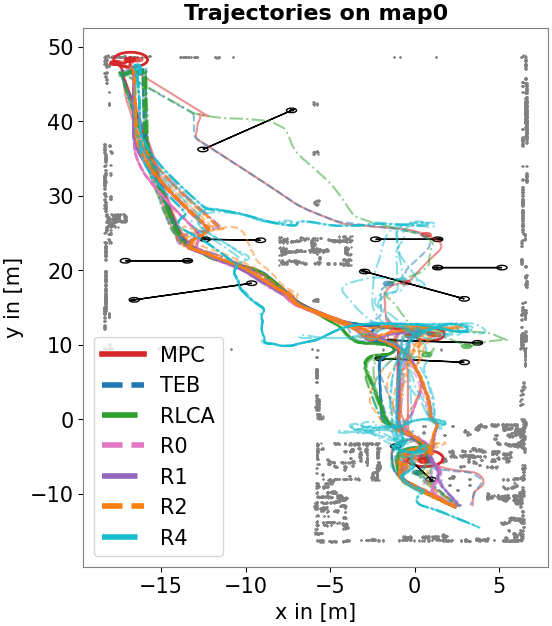 Trajectories on map0
50
40
30
20
10
0
−10
y in [m]
MPC
TEB
RLCA
R0
R1
R2
R4
−15
−10
−5
0
5
x in [m]